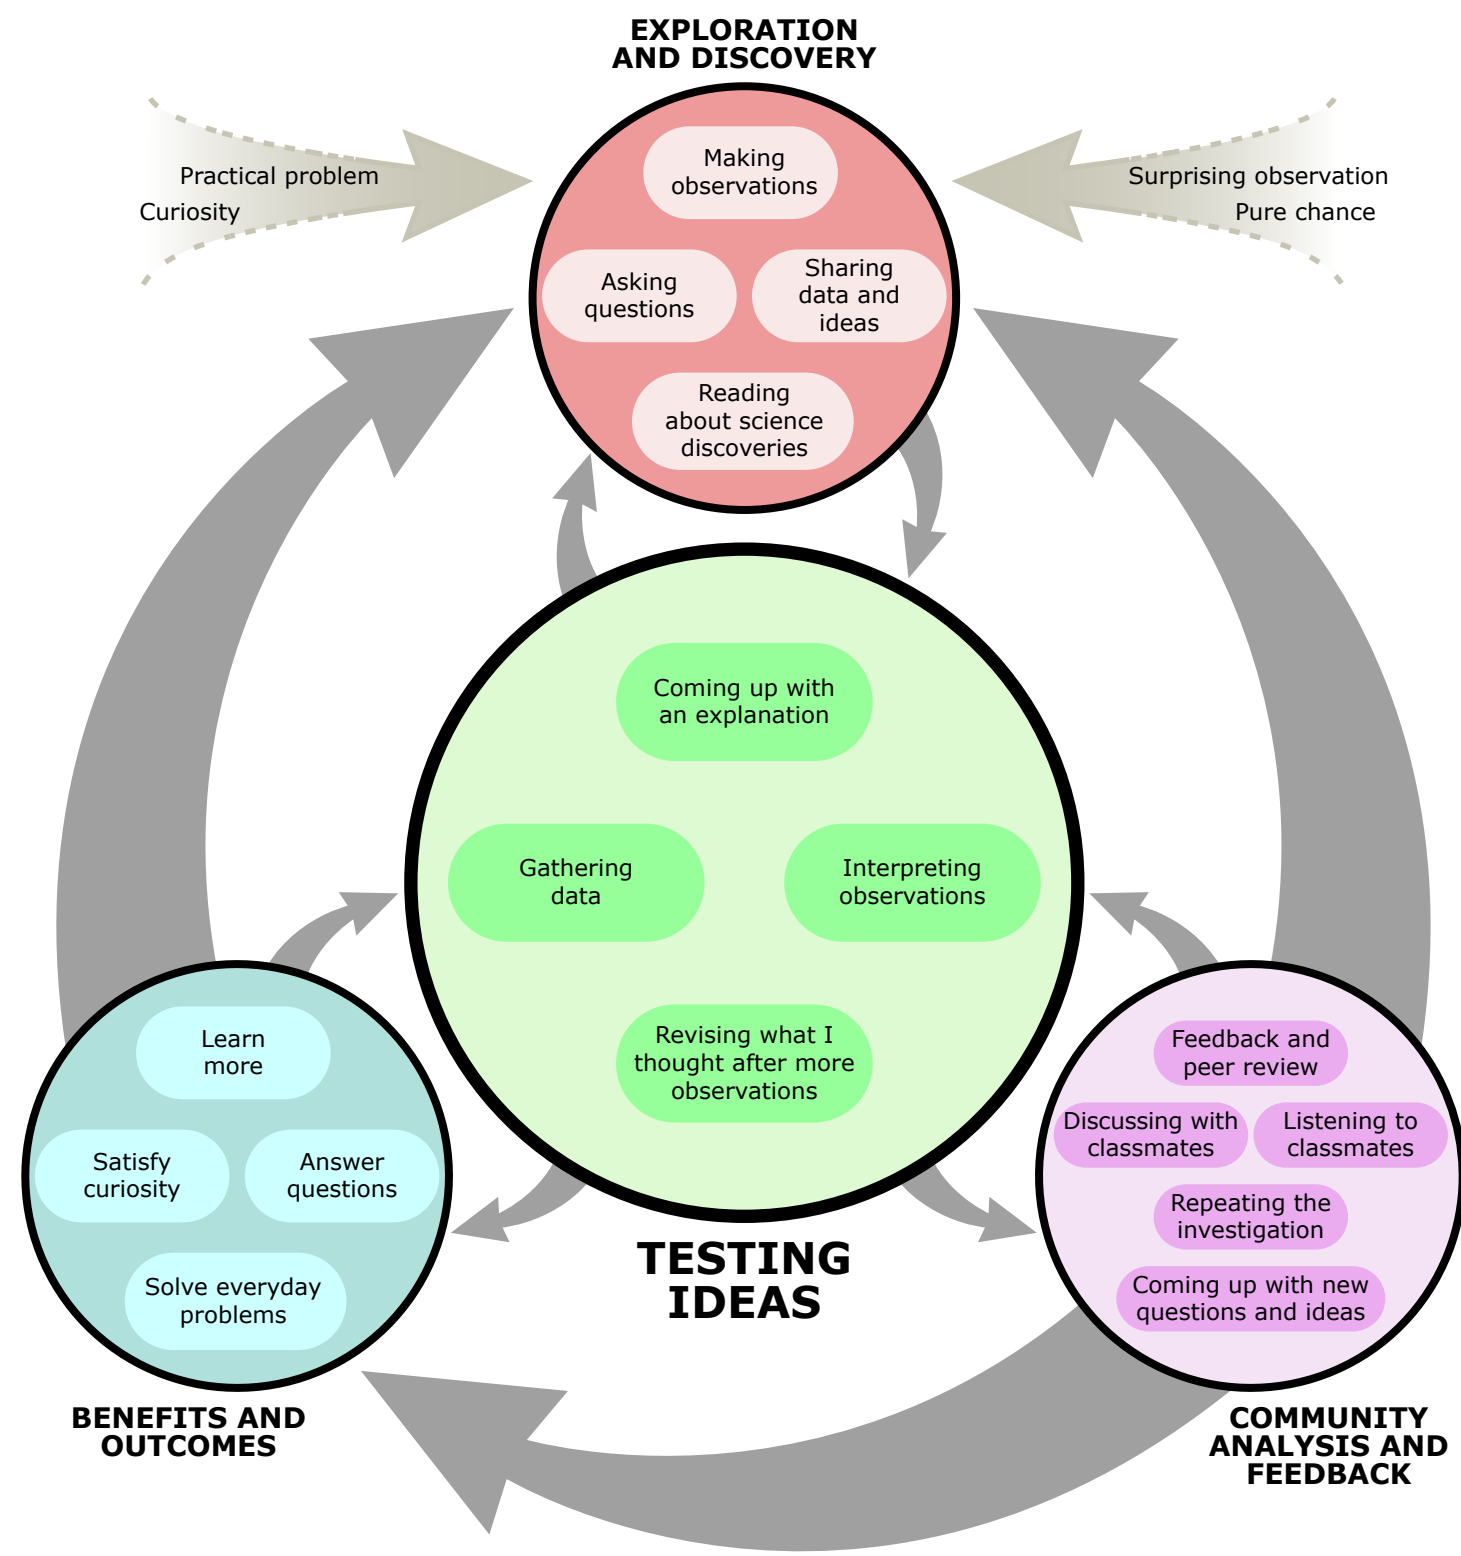 EXPLORATION
AND DISCOVERY
Practical problem
Curiosity
Surprising observation
Pure chance
Making
observations
Asking
questions
Sharing
data and
ideas
Reading
about science
discoveries
Coming up with
an explanation
Gathering
data
Interpreting
observations
Revising what I
thought after more
observations
TESTING
IDEAS
Learn
more
Satisfy
curiosity
Answer
questions
Solve everyday
problems
BENEFITS AND
OUTCOMES
Feedback and
peer review
Discussing with
classmates
Listening to
classmates
Repeating the
investigation
Coming up with new
questions and ideas
COMMUNITY
ANALYSIS AND
FEEDBACK